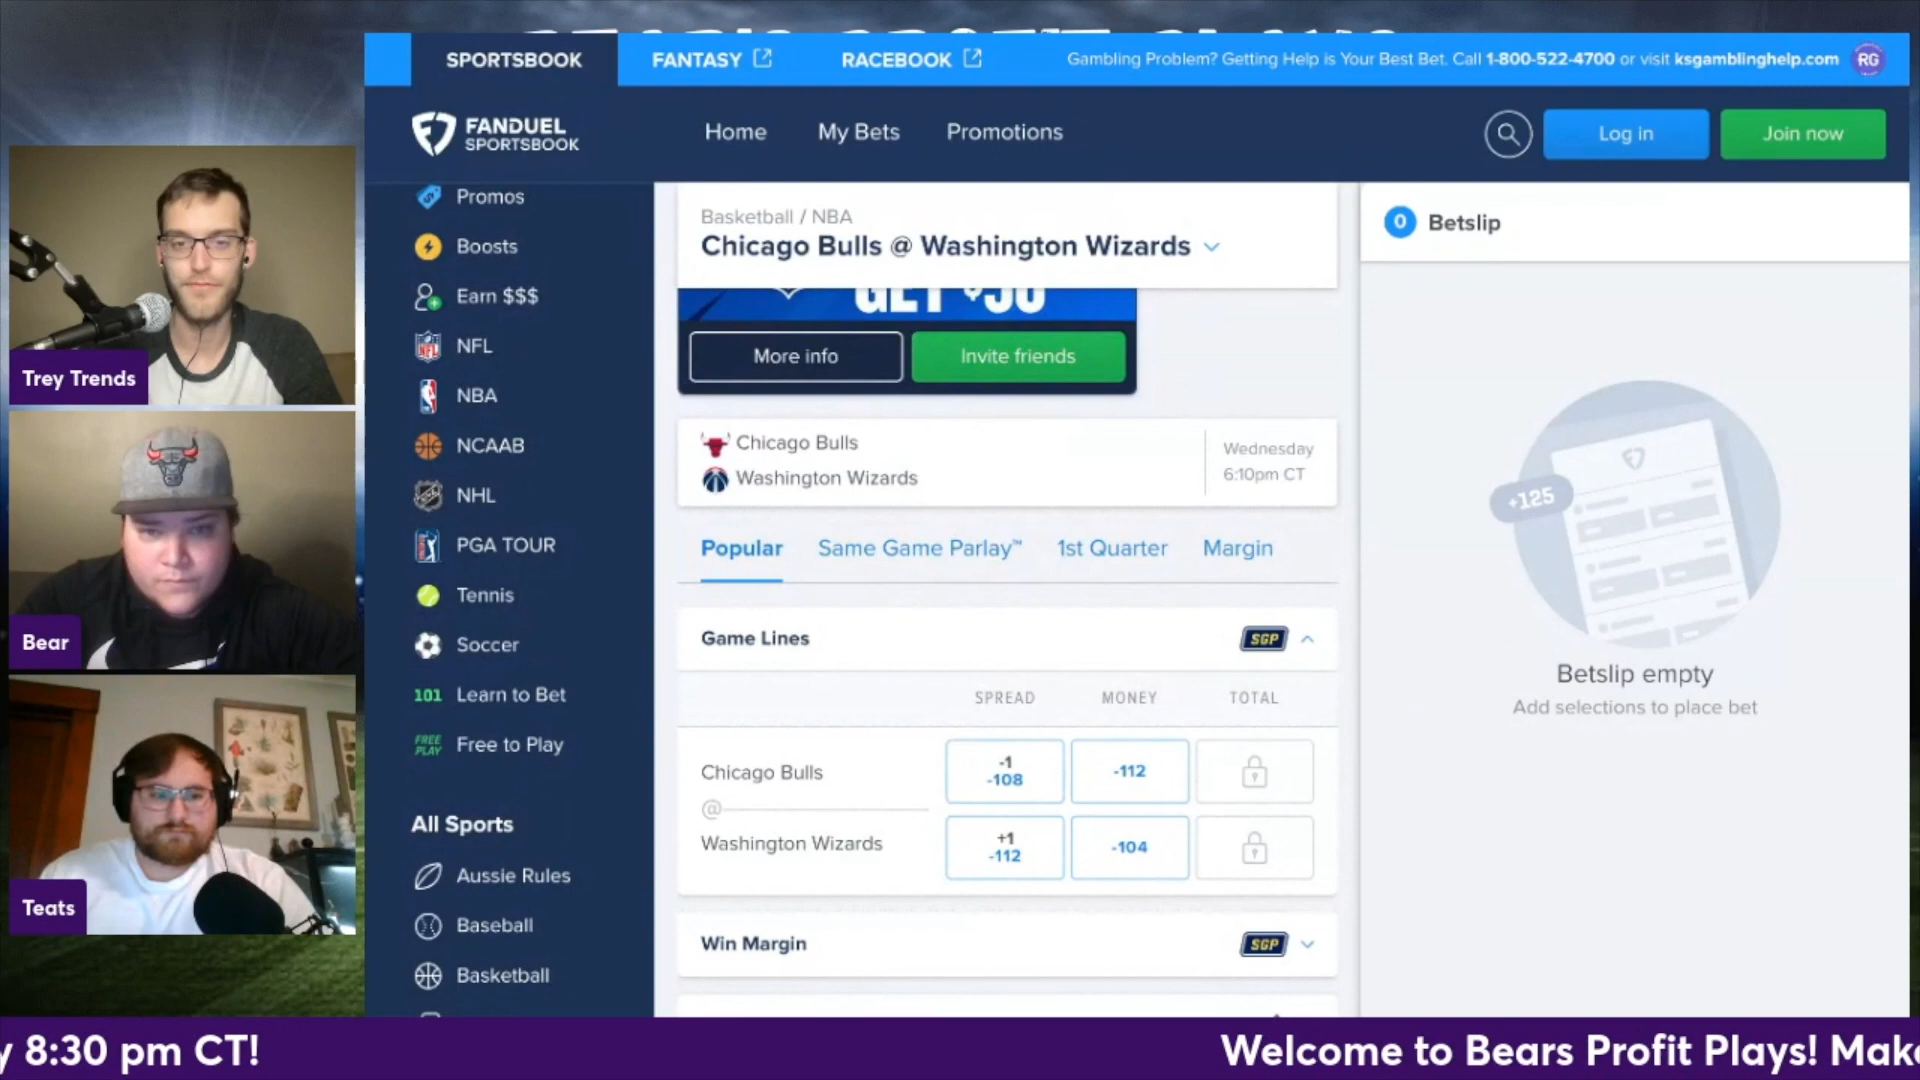 SPORTSBOOK
FANTASY
RACEBOOK
Gambling Problem? Getting Help is Your Best Bet. Call 1-800-522-4700 or visit ksgamblinghelp.com
RG
FANDUEL
SPORTSBOOK
Home
My Bets
Promotions
Log in
Join now
Trey Trends
Bear
Teats
Promos
Boosts
Earn $$$
NFL
NBA
NCAAB
NHL
PGA TOUR
Tennis
Soccer
101 Learn to Bet
FREE PLAY Free to Play
All Sports
Aussie Rules
Baseball
Basketball
Basketball / NBA
Chicago Bulls @ Washington Wizards
GET $50
More info
Invite friends
Chicago Bulls
Washington Wizards
Wednesday
6:10pm CT
Popular
Same Game Parlay™
1st Quarter
Margin
Game Lines
SGP
SPREAD
MONEY
TOTAL
Chicago Bulls
-1
-108
-112
@
Washington Wizards
+1
-112
-104
Win Margin
SGP
0 Betslip
+125
Betslip empty
Add selections to place bet
y 8:30 pm CT!
Welcome to Bears Profit Plays! Make